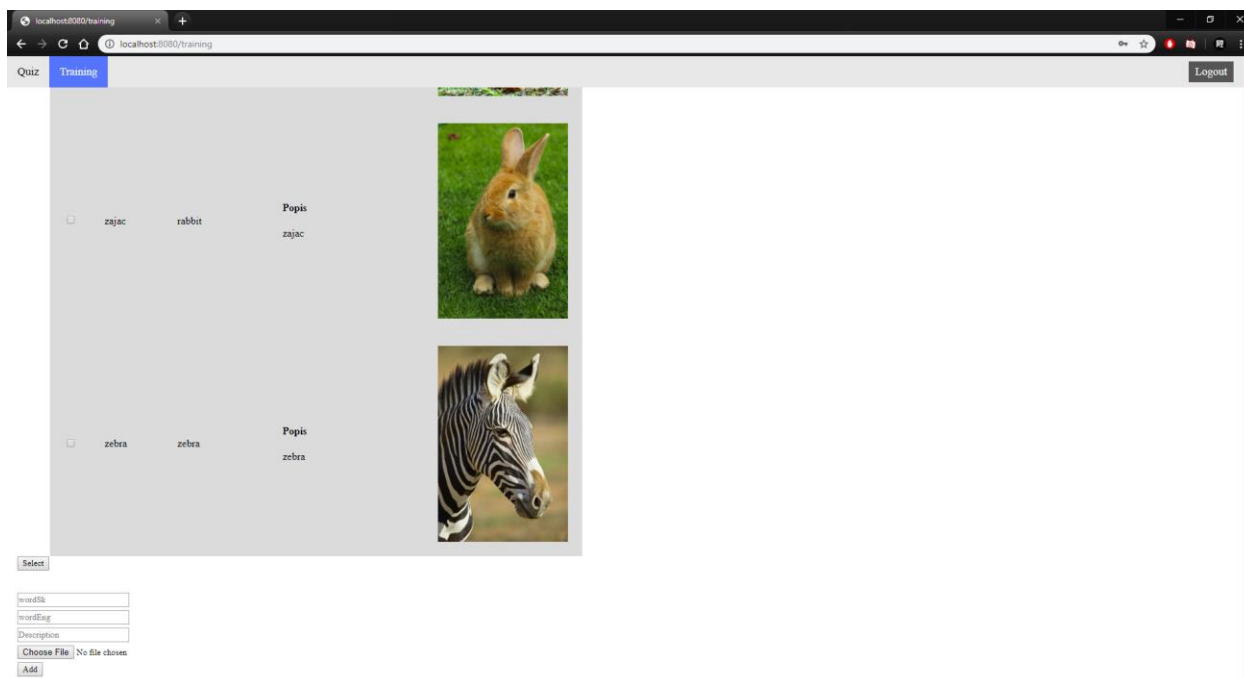 localhost:8080/training
localhost:8080/training
Quiz Training Logout
zajac rabbit Popis
zajac
zebra zebra Popis
zebra
Select
wordSk
wordEng
Description
Choose File No file chosen
Add